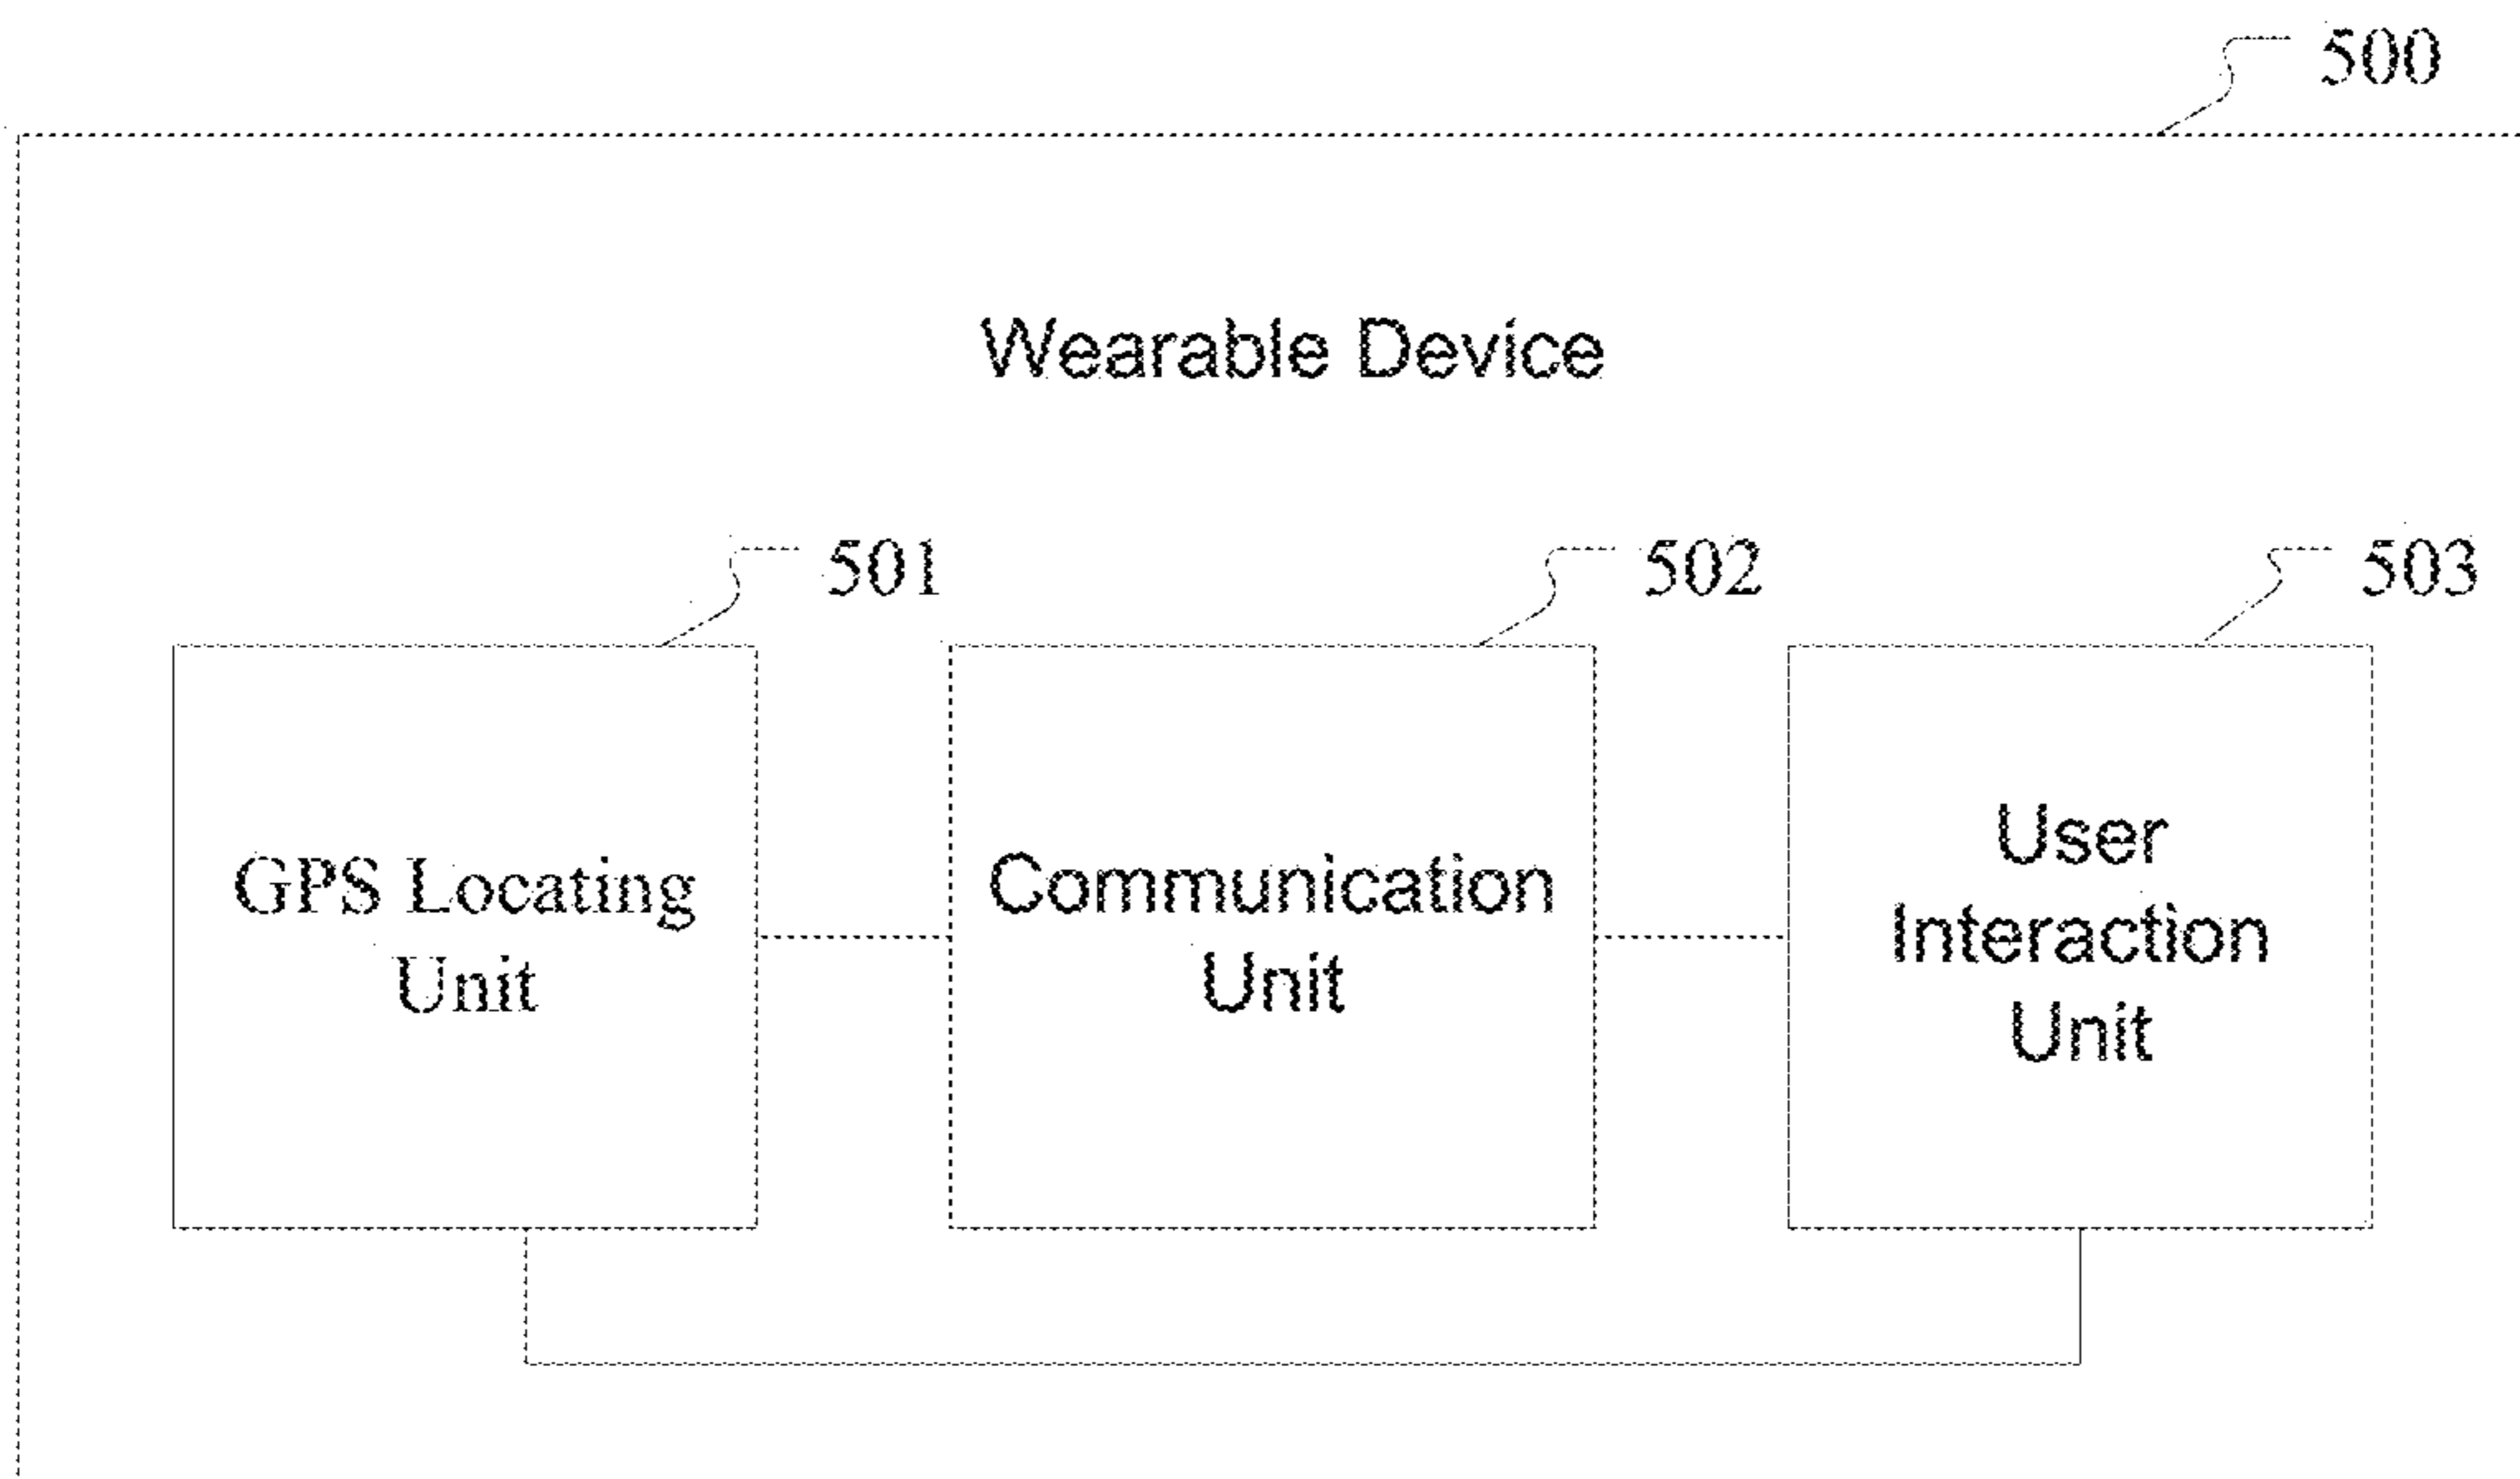 500
Wearable Device
501
502
503
GPS Locating
Unit
Communication
Unit
User
Interaction
Unit